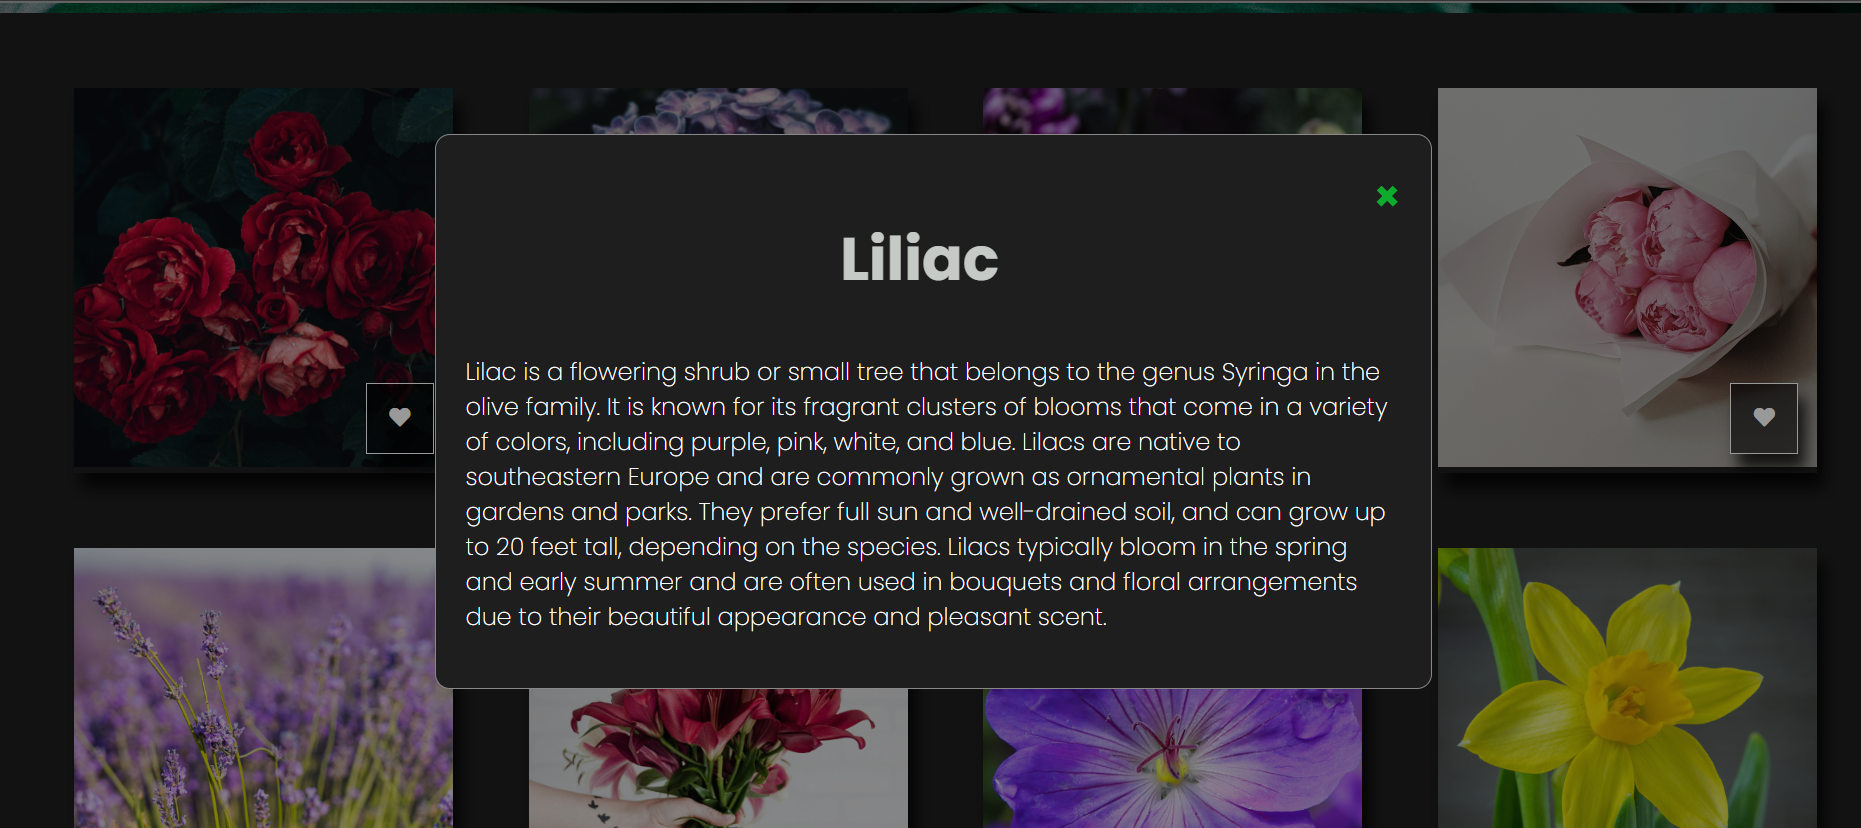 Liliac
Lilac is a flowering shrub or small tree that belongs to the genus Syringa in the
olive family. It is known for its fragrant clusters of blooms that come in a variety
of colors, including purple, pink, white, and blue. Lilacs are native to
southeastern Europe and are commonly grown as ornamental plants in
gardens and parks. They prefer full sun and well-drained soil, and can grow up
to 20 feet tall, depending on the species. Lilacs typically bloom in the spring
and early summer and are often used in bouquets and floral arrangements
due to their beautiful appearance and pleasant scent.